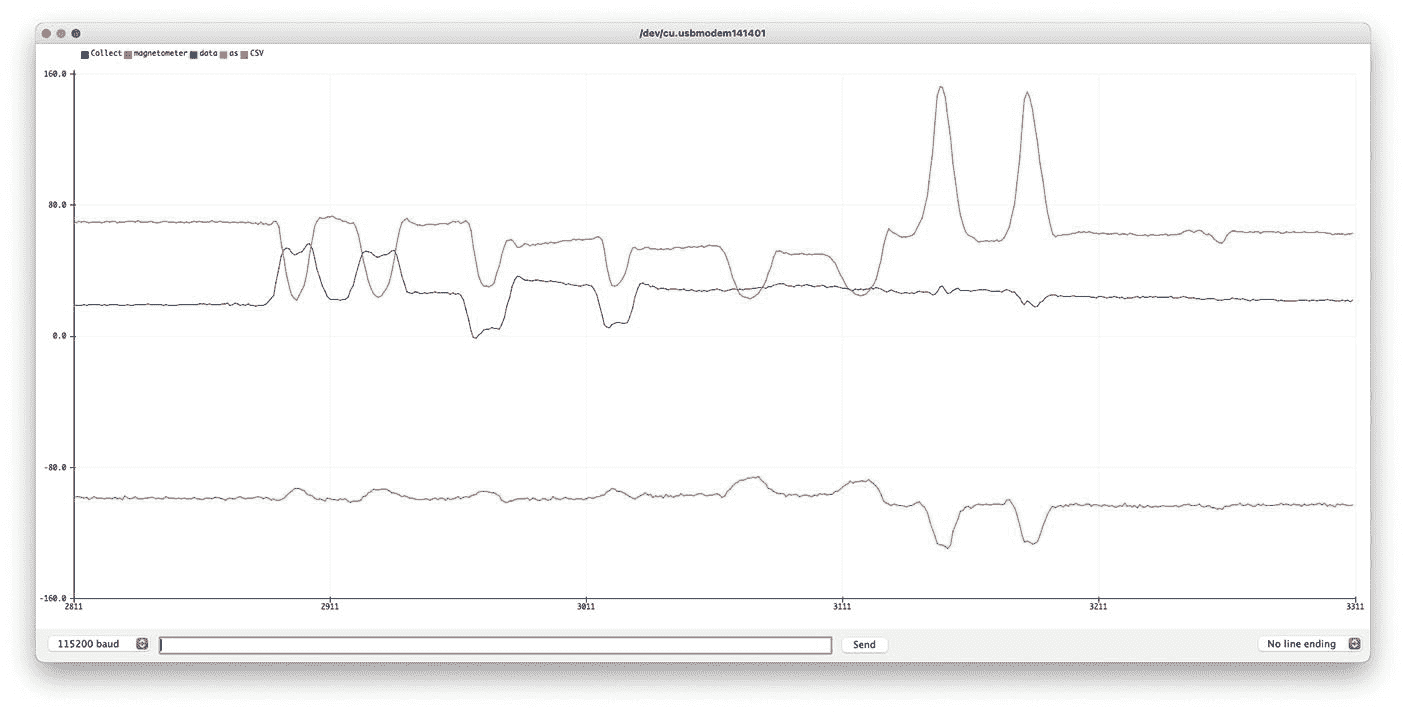 /dev/cu.usbmodem141401
Collect magnetometer data as CSV
160.0
80.0
0.0
-80.0
-160.0
2811 2911 3011 3111 3211 3311
115200 baud Send No line ending